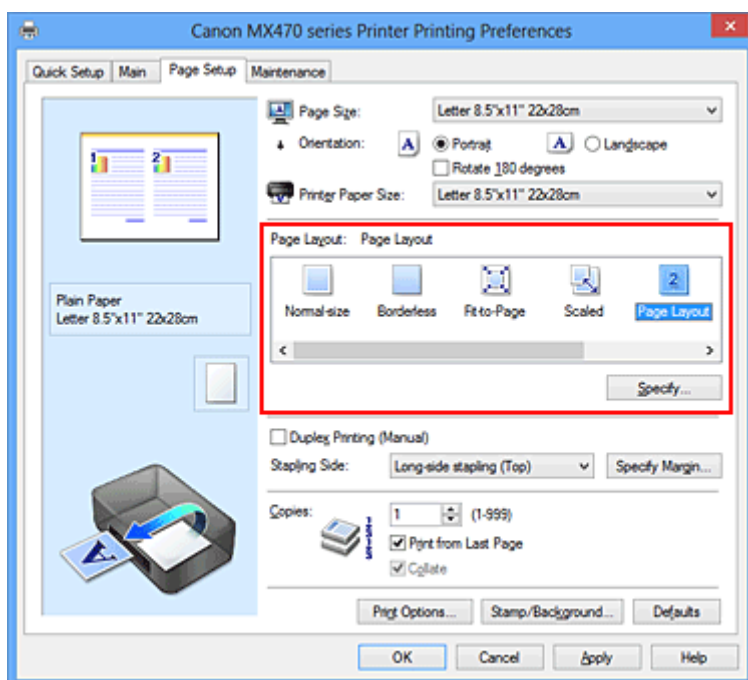 Canon MX470 series Printer Printing Preferences
Quick Setup Main Page Setup Maintenance
1 2
Plain Paper
Letter 8.5"x11" 22x28cm
Page Size: Letter 8.5"x11" 22x28cm
Orientation: A Portrait A Landscape
Rotate 180 degrees
Printer Paper Size: Letter 8.5"x11" 22x28cm
Page Layout: Page Layout
2
Normal-size Borderless Fit-to-Page Scaled Page Layout
Specify...
Duplex Printing (Manual)
Stapling Side: Long-side stapling (Top) Specify Margin...
Copies: 1 (1-999)
Print from Last Page
Collate
A
Print Options... Stamp/Background... Defaults
OK Cancel Apply Help